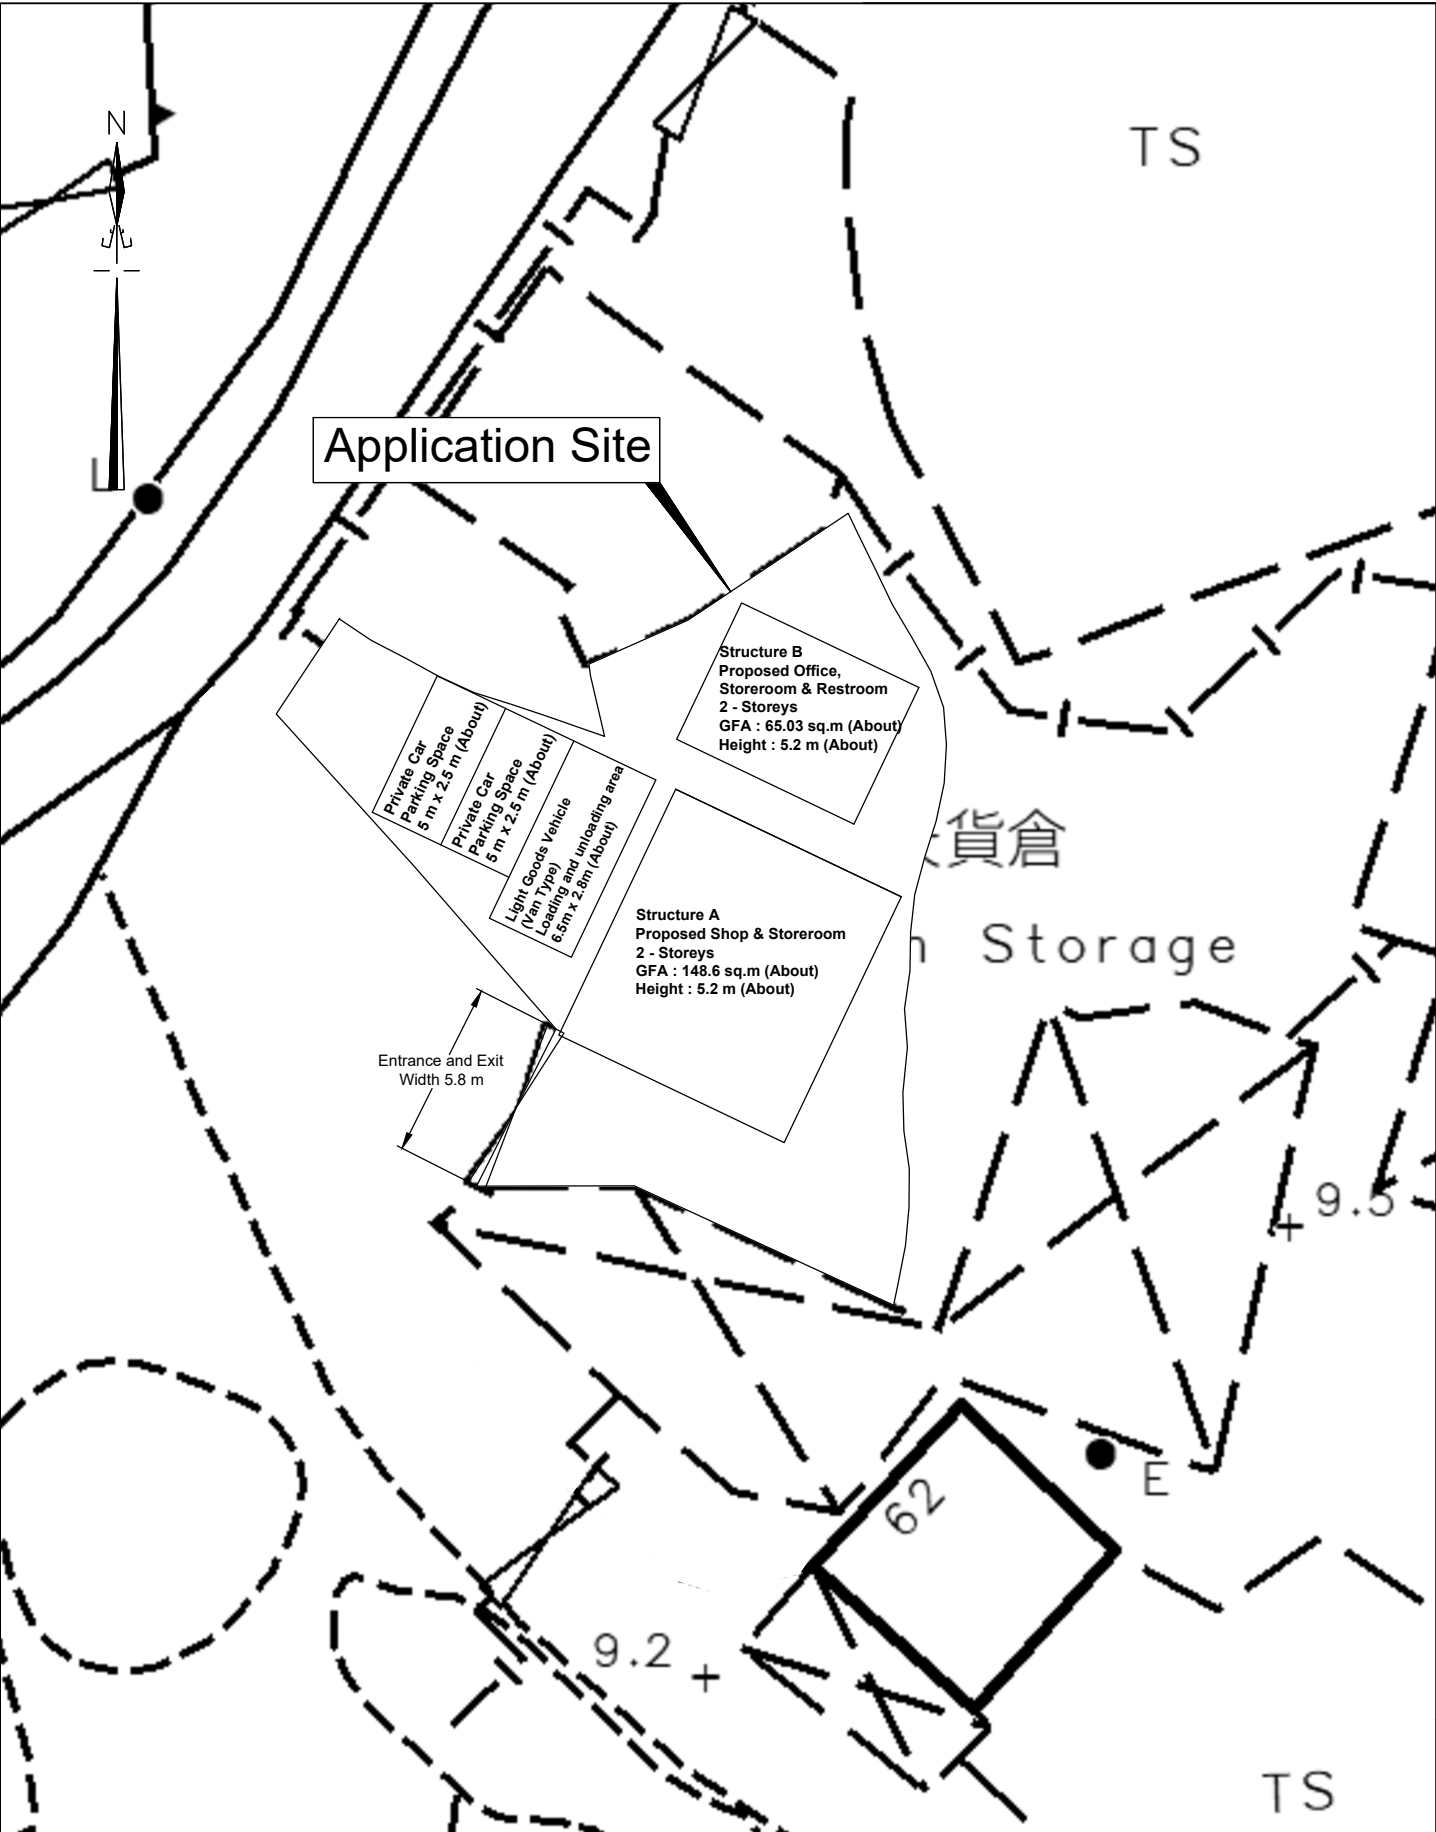 N
TS
L
Application Site
Structure B
Proposed Office,
Storeroom & Restroom
2 - Storeys
GFA : 65.03 sq.m (About)
Height : 5.2 m (About)
Private Car
Parking Space
5 m x 2.5 m (About)
Private Car
Parking Space
5 m x 2.5 m (About)
Light Goods Vehicle
(Van Type)
Loading and unloading area
6.5m x 2.8m (About)
貨倉
Storage
Structure A
Proposed Shop & Storeroom
2 - Storeys
GFA : 148.6 sq.m (About)
Height : 5.2 m (About)
Entrance and Exit
Width 5.8 m
9.5
E
62
9.2
TS